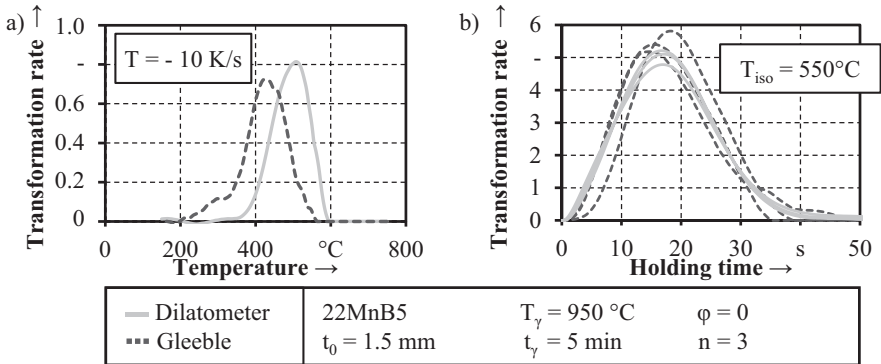 a)
Transformation rate →
1.0
-
0.6
0.4
0.2
0
T = - 10 K/s
0 200 400 °C 800
Temperature →
b)
Transformation rate →
6
-
4
3
2
1
0
T_iso = 550°C
0 10 20 30 s 50
Holding time →
Dilatometer
Gleeble
22MnB5 T_γ = 950 °C φ = 0
t_0 = 1.5 mm t_γ = 5 min n = 3